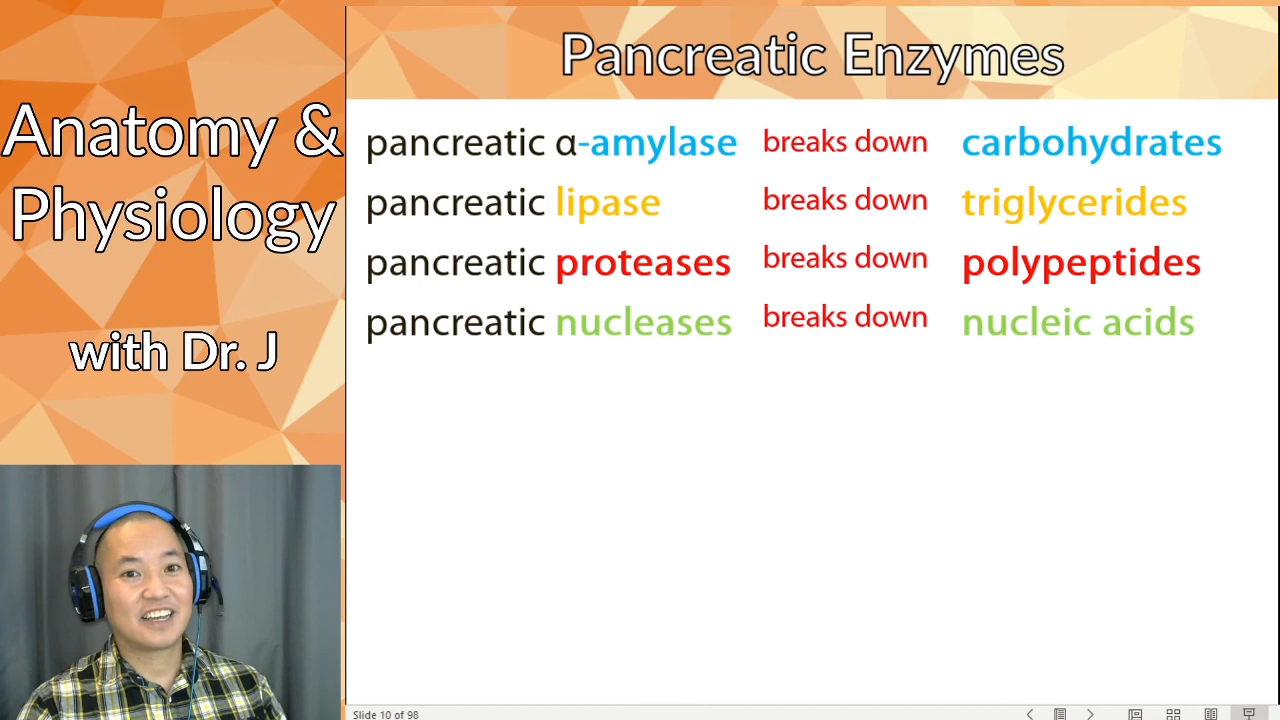 Anatomy &
Physiology
with Dr. J
Pancreatic Enzymes
pancreatic α-amylase breaks down carbohydrates
pancreatic lipase breaks down triglycerides
pancreatic proteases breaks down polypeptides
pancreatic nucleases breaks down nucleic acids
Slide 10 of 98